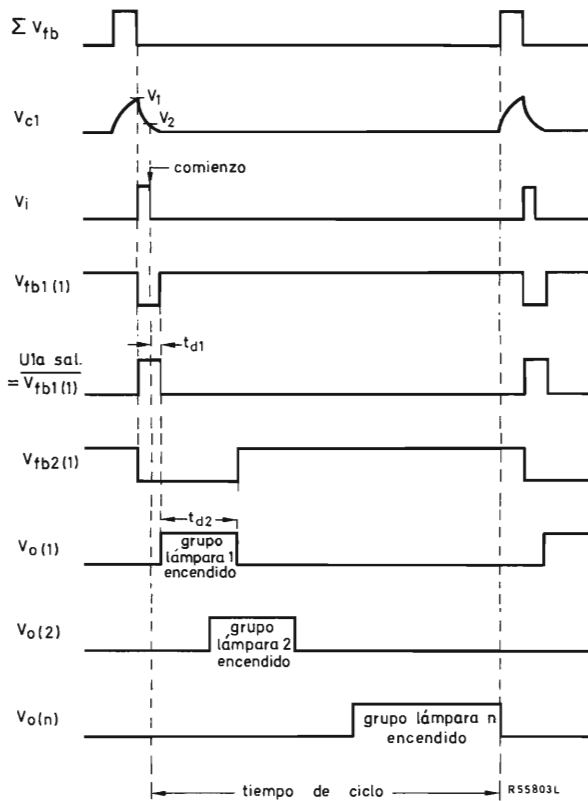 Σ Vfb
V1
Vc1
V2
comienzo
Vi
Vfb1(1)
td1
U1a sal.
= Vfb1(1)
Vfb2(1)
td2
Vo(1)
grupo
lámpara 1
encendido
Vo(2)
grupo
lámpara 2
encendido
Vo(n)
grupo lámpara n
encendido
tiempo de ciclo
R55803L